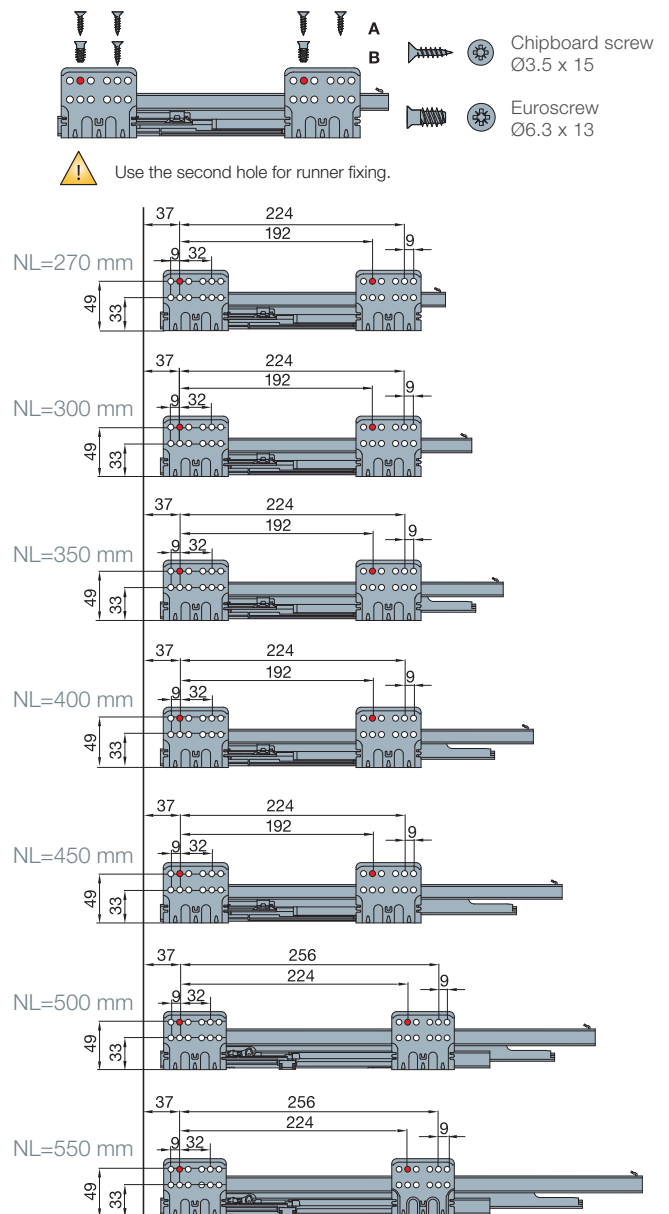 A
B
Chipboard screw
Ø3.5 x 15
Euroscrew
Ø6.3 x 13
! Use the second hole for runner fixing.
37 224
192
9 32 9
NL=270 mm
49 33
37 224
192
9 32 9
NL=300 mm
49 33
37 224
192
9 32 9
NL=350 mm
49 33
37 224
192
9 32 9
NL=400 mm
49 33
37 224
192
9 32 9
NL=450 mm
49 33
37 256
224
9 32 9
NL=500 mm
49 33
37 256
224
9 32 9
NL=550 mm
49 33